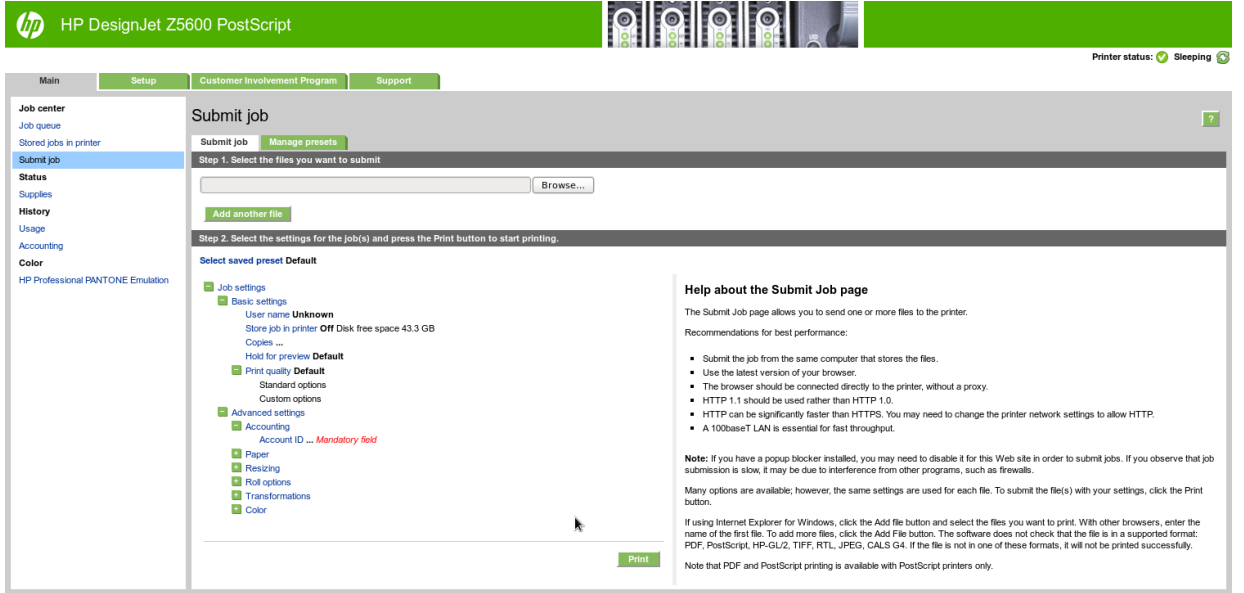 hp HP DesignJet Z5600 PostScript
Printer status: Sleeping
Main Setup Customer Involvement Program Support
Job center
Job queue
Stored jobs in printer
Submit job
Status
Supplies
History
Usage
Accounting
Color
HP Professional PANTONE Emulation
Submit job
?
Submit job Manage presets
Step 1. Select the files you want to submit
Browse...
Add another file
Step 2. Select the settings for the job(s) and press the Print button to start printing.
Select saved preset Default
Job settings
Basic settings
User name Unknown
Store job in printer Off Disk free space 43.3 GB
Copies ...
Hold for preview Default
Print quality Default
Standard options
Custom options
Advanced settings
Accounting
Account ID ... Mandatory field
Paper
Resizing
Roll options
Transformations
Color
Print
Help about the Submit Job page
The Submit Job page allows you to send one or more files to the printer.
Recommendations for best performance:
Submit the job from the same computer that stores the files.
Use the latest version of your browser.
The browser should be connected directly to the printer, without a proxy.
HTTP 1.1 should be used rather than HTTP 1.0.
HTTP can be significantly faster than HTTPS. You may need to change the printer network settings to allow HTTP.
A 100baseT LAN is essential for fast throughput.
Note: If you have a popup blocker installed, you may need to disable it for this Web site in order to submit jobs. If you observe that job
submission is slow, it may be due to interference from other programs, such as firewalls.
Many options are available; however, the same settings are used for each file. To submit the file(s) with your settings, click the Print
button.
If using Internet Explorer for Windows, click the Add file button and select the files you want to print. With other browsers, enter the
name of the first file. To add more files, click the Add File button. The software does not check that the file is in a supported format:
PDF, PostScript, HP-GL/2, TIFF, RTL, JPEG, CALS G4. If the file is not in one of these formats, it will not be printed successfully.
Note that PDF and PostScript printing is available with PostScript printers only.